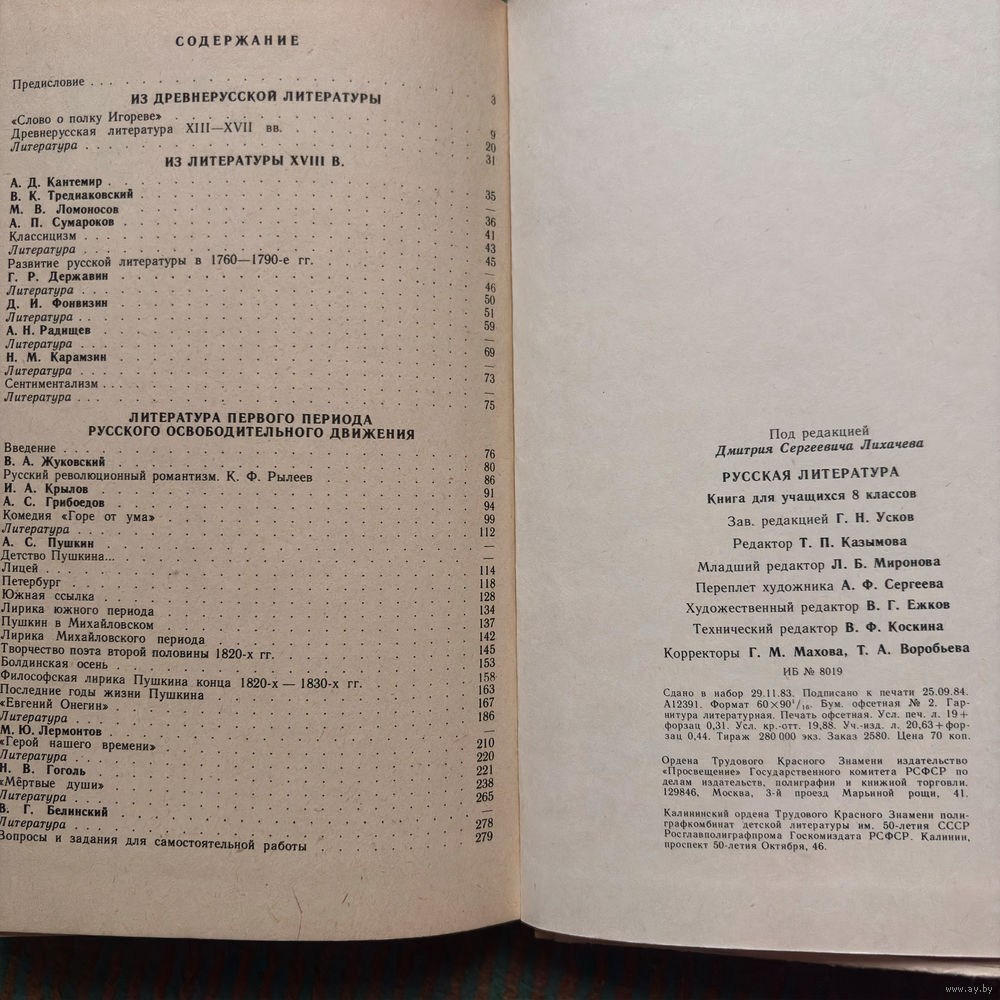 СОДЕРЖАНИЕ
Предисловие . . . 3
ИЗ ДРЕВНЕРУССКОЙ ЛИТЕРАТУРЫ
«Слово о полку Игореве» . . . 9
Древнерусская литература XIII—XVII вв. . . . 20
Литература . . . 31
ИЗ ЛИТЕРАТУРЫ XVIII В.
А. Д. Кантемир . . . 35
В. К. Тредиаковский . . . —
М. В. Ломоносов . . . 36
А. П. Сумароков . . . 41
Классицизм . . . 43
Литература . . . 45
Развитие русской литературы в 1760—1790-е гг. . . . —
Г. Р. Державин . . . 46
Литература . . . 50
Д. И. Фонвизин . . . 51
Литература . . . 59
А. Н. Радищев . . . —
Литература . . . 69
Н. М. Карамзин . . . —
Литература . . . 73
Сентиментализм . . . —
Литература . . . 75
ЛИТЕРАТУРА ПЕРВОГО ПЕРИОДА
РУССКОГО ОСВОБОДИТЕЛЬНОГО ДВИЖЕНИЯ
Введение . . . 76
В. А. Жуковский . . . 80
Русский революционный романтизм. К. Ф. Рылеев . . . 86
И. А. Крылов . . . 91
А. С. Грибоедов . . . 94
Комедия «Горе от ума» . . . 99
Литература . . . 112
А. С. Пушкин . . . —
Детство Пушкина... . . . —
Лицей . . . 114
Петербург . . . 118
Южная ссылка . . . 128
Лирика южного периода . . . 134
Пушкин в Михайловском . . . 137
Лирика Михайловского периода . . . 142
Творчество поэта второй половины 1820-х гг. . . . 145
Болдинская осень . . . 153
Философская лирика Пушкина конца 1820-х — 1830-х гг. . . . 158
Последние годы жизни Пушкина . . . 163
«Евгений Онегин» . . . 167
Литература . . . 186
М. Ю. Лермонтов . . . —
«Герой нашего времени» . . . 210
Литература . . . 220
Н. В. Гоголь . . . 221
«Мёртвые души» . . . 238
Литература . . . 265
В. Г. Белинский . . . —
Литература . . . 278
Вопросы и задания для самостоятельной работы . . . 279
Под редакцией
Дмитрия Сергеевича Лихачева
РУССКАЯ ЛИТЕРАТУРА
Книга для учащихся 8 классов
Зав. редакцией Г. Н. Усков
Редактор Т. П. Казымова
Младший редактор Л. Б. Миронова
Переплет художника А. Ф. Сергеева
Художественный редактор В. Г. Ежков
Технический редактор В. Ф. Коскина
Корректоры Г. М. Махова, Т. А. Воробьева
ИБ № 8019
Сдано в набор 29.11.83. Подписано к печати 25.09.84.
А12391. Формат 60×90¹/₁₆. Бум. офсетная № 2. Гар-
нитура литературная. Печать офсетная. Усл. печ. л. 19+
форзац 0,31. Усл. кр.-отт. 19,88. Уч.-изд. л. 20,63+фор-
зац 0,44. Тираж 280 000 экз. Заказ 2580. Цена 70 коп.
Ордена Трудового Красного Знамени издательство
«Просвещение» Государственного комитета РСФСР по
делам издательств, полиграфии и книжной торговли.
129846, Москва, 3-й проезд Марьиной рощи, 41.
Калининский ордена Трудового Красного Знамени поли-
графкомбинат детской литературы им. 50-летия СССР
Росглавполиграфпрома Госкомиздата РСФСР. Калинин,
проспект 50-летия Октября, 46.
www.ay.by